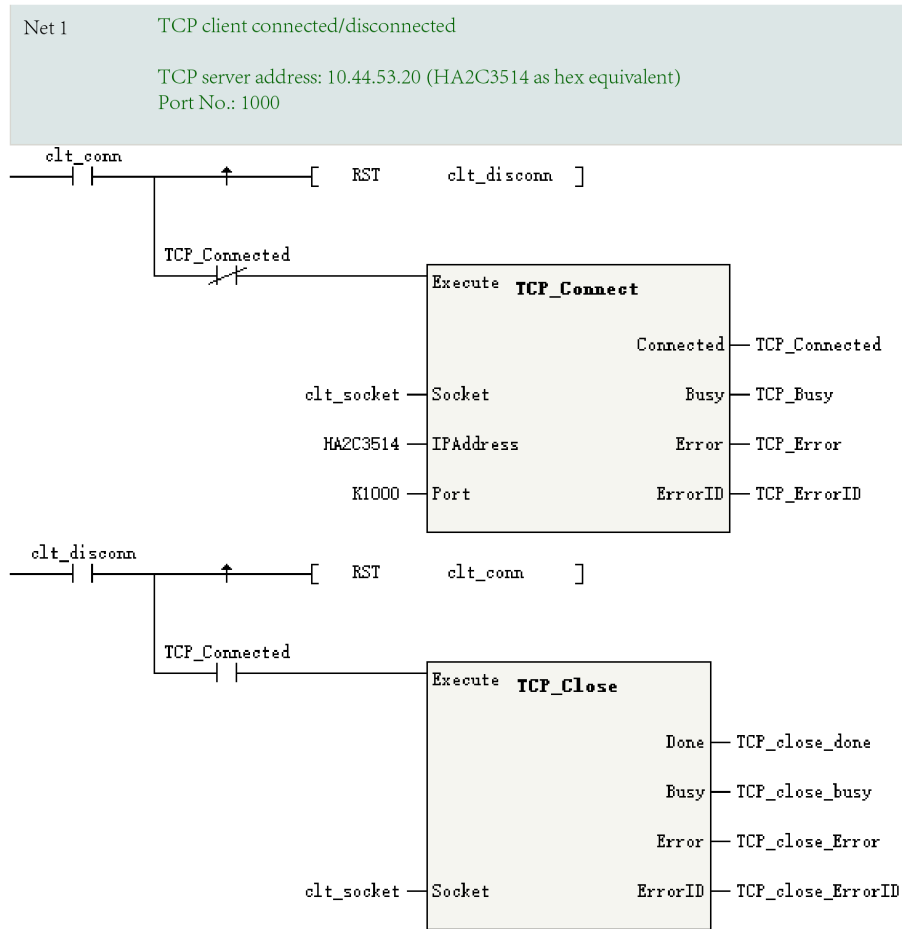 Net 1 TCP client connected/disconnected
TCP server address: 10.44.53.20 (HA2C3514 as hex equivalent)
Port No.: 1000
clt_conn
RST clt_disconn
TCP_Connected
Execute TCP_Connect
Connected TCP_Connected
clt_socket Socket Busy TCP_Busy
HA2C3514 IPAddress Error TCP_Error
K1000 Port ErrorID TCP_ErrorID
clt_disconn
RST clt_conn
TCP_Connected
Execute TCP_Close
Done TCP_close_done
Busy TCP_close_busy
Error TCP_close_Error
clt_socket Socket ErrorID TCP_close_ErrorID